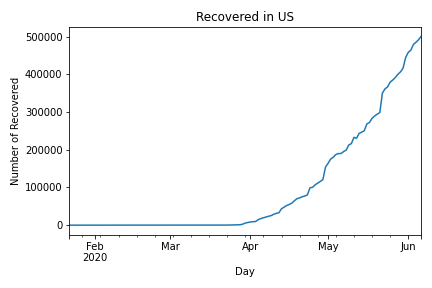 Recovered in US
Number of Recovered
500000
400000
300000
200000
100000
0
Feb Mar Apr May Jun
2020
Day